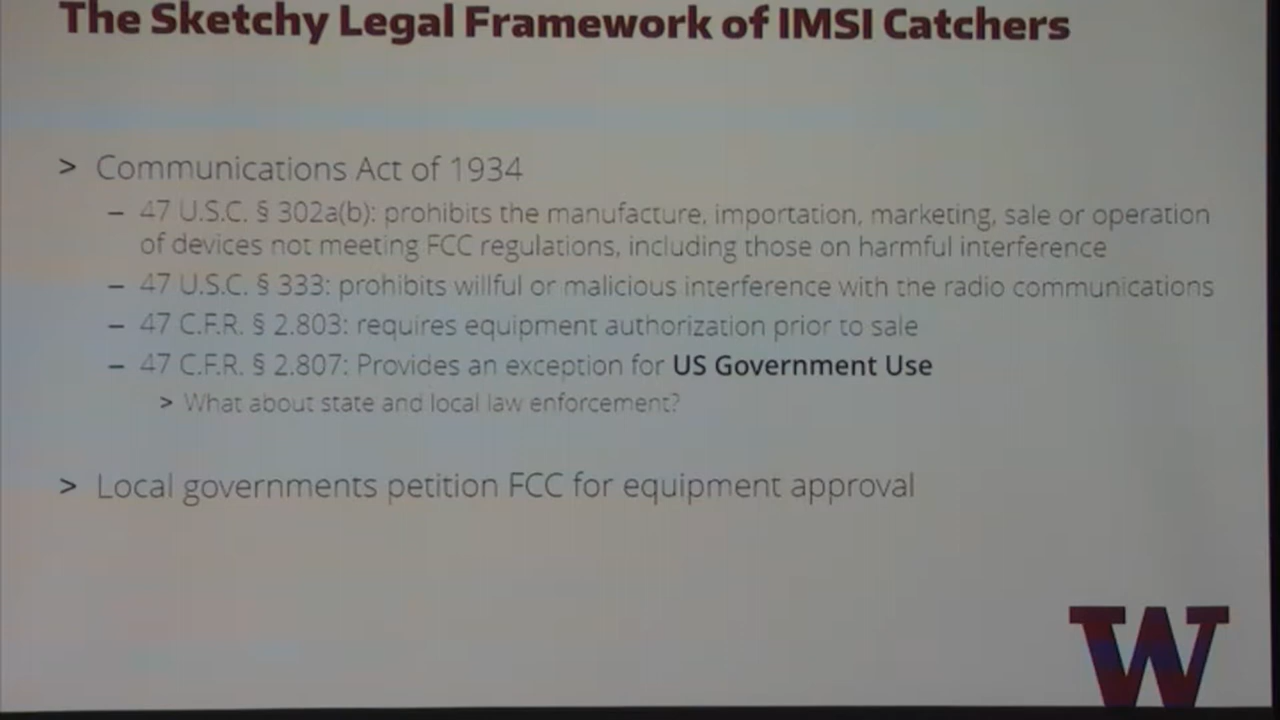 The Sketchy Legal Framework of IMSI Catchers
> Communications Act of 1934
– 47 U.S.C. § 302a(b): prohibits the manufacture, importation, marketing, sale or operation
of devices not meeting FCC regulations, including those on harmful interference
– 47 U.S.C. § 333: prohibits willful or malicious interference with the radio communications
– 47 C.F.R. § 2.803: requires equipment authorization prior to sale
– 47 C.F.R. § 2.807: Provides an exception for US Government Use
> What about state and local law enforcement?
> Local governments petition FCC for equipment approval
W